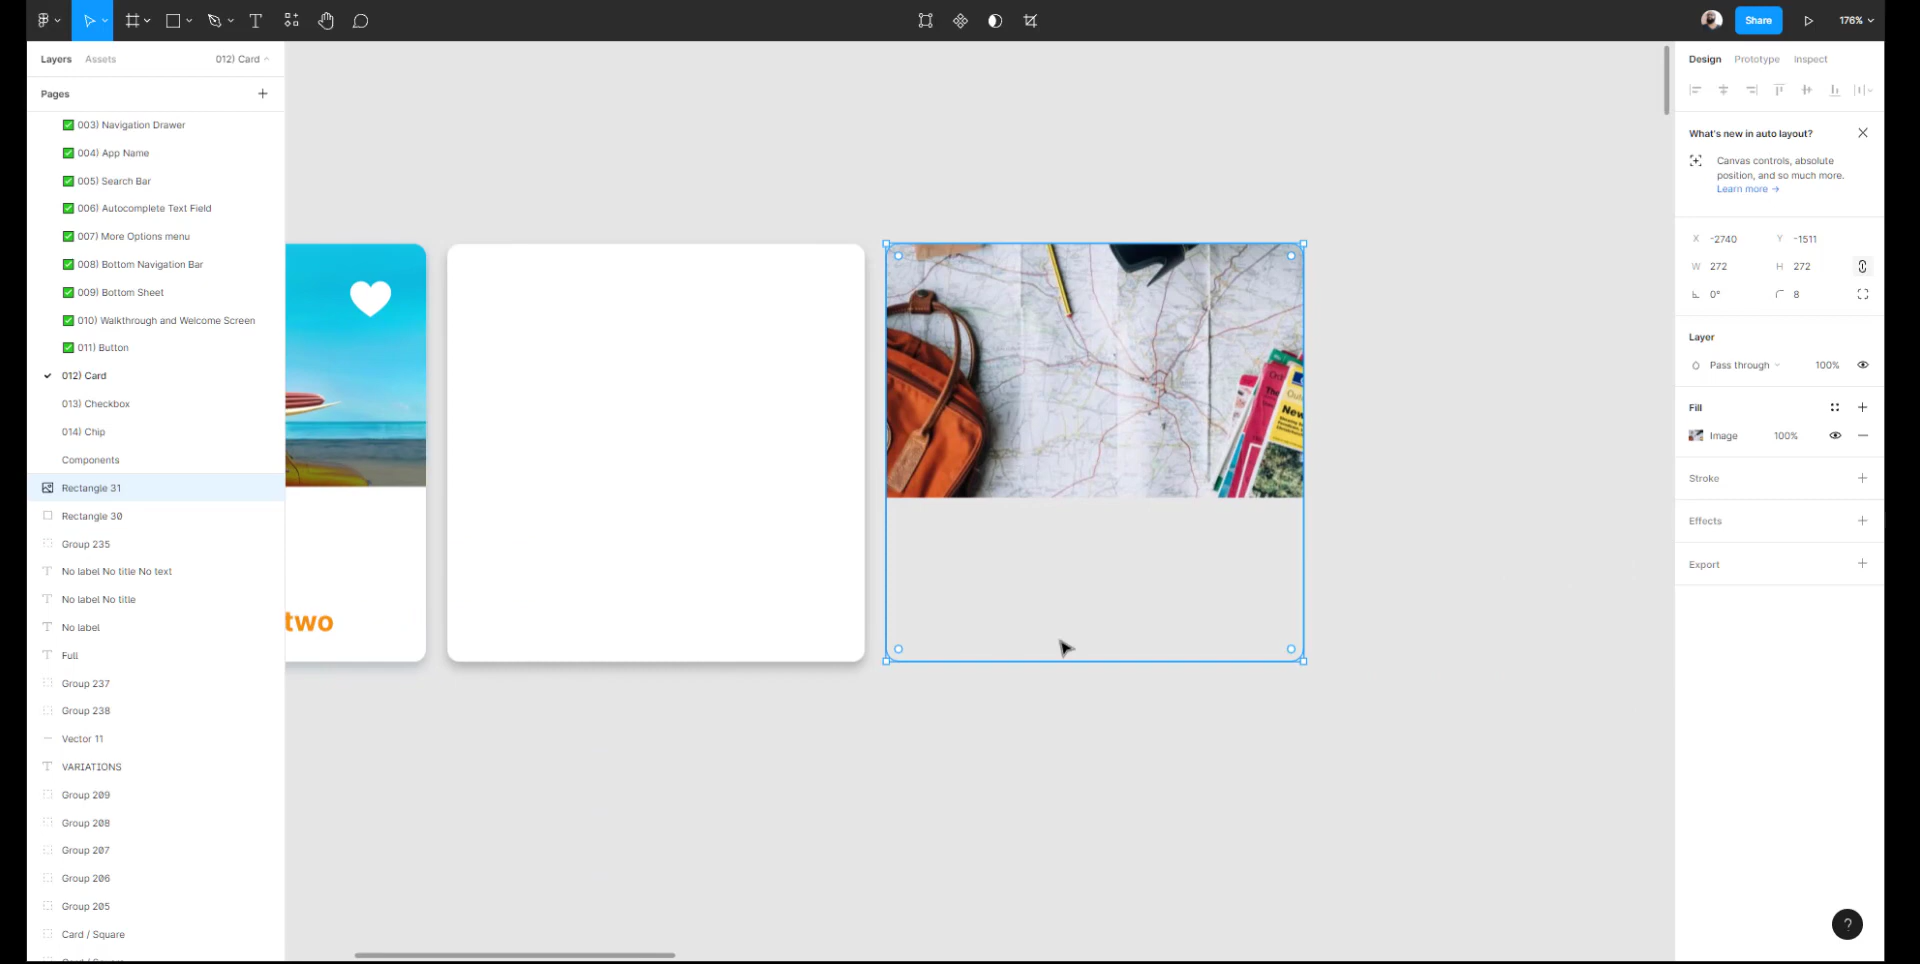 Share
176%
Layers
Assets
012) Card
Pages
003) Navigation Drawer
004) App Name
005) Search Bar
006) Autocomplete Text Field
007) More Options menu
008) Bottom Navigation Bar
009) Bottom Sheet
010) Walkthrough and Welcome Screen
011) Button
012) Card
013) Checkbox
014) Chip
Components
Rectangle 31
Rectangle 30
Group 235
No label No title No text
No label No title
No label
Full
Group 237
Group 238
Vector 11
VARIATIONS
Group 209
Group 208
Group 207
Group 206
Group 205
Card / Square
two
New
Design
Prototype
Inspect
What's new in auto layout?
Canvas controls, absolute
position, and so much more.
Learn more →
X -2740
Y -1511
W 272
H 272
0°
8
Layer
Pass through
100%
Fill
Image
100%
Stroke
Effects
Export
?